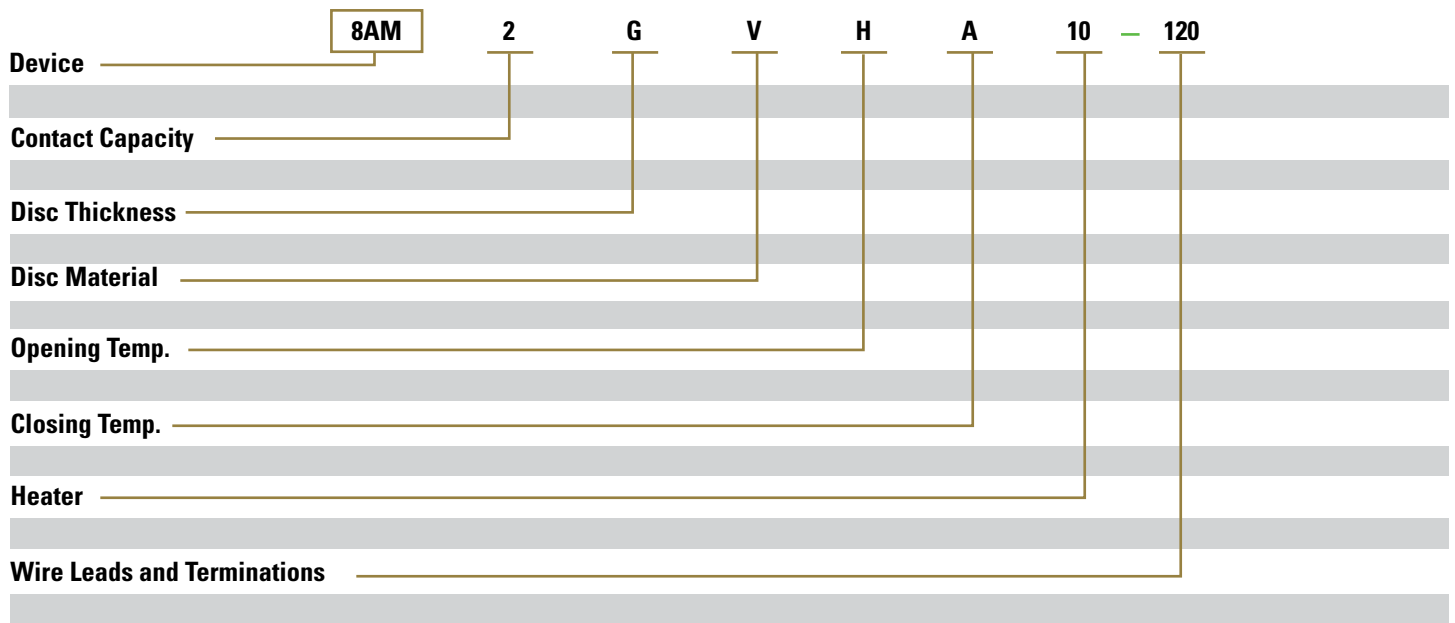 8AM 2 G V H A 10 – 120
Device
Contact Capacity
Disc Thickness
Disc Material
Opening Temp.
Closing Temp.
Heater
Wire Leads and Terminations